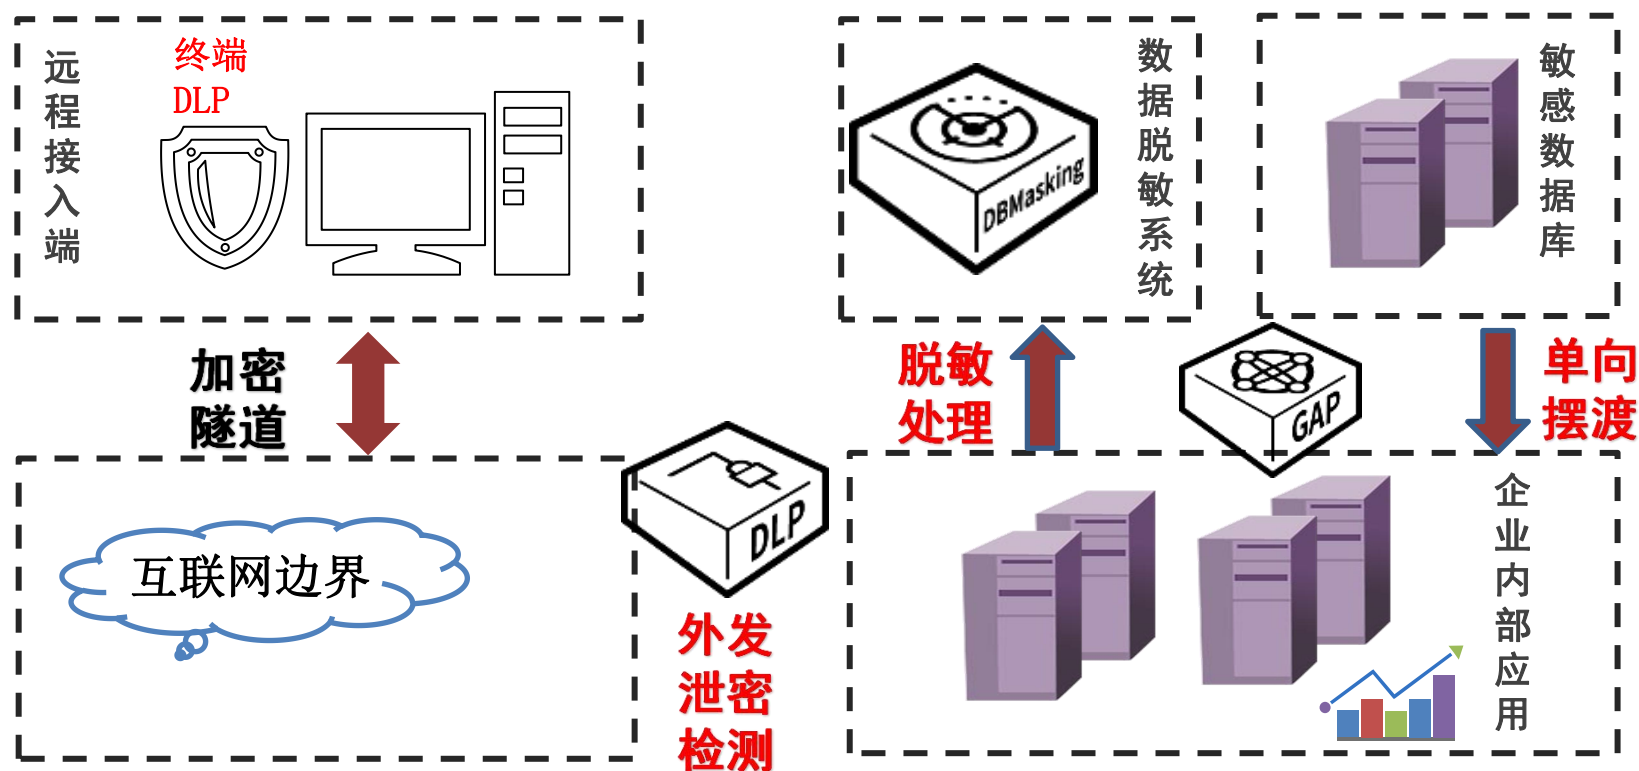 远程接入端
终端
DLP
DBMasking
数据脱敏系统
敏感数据库
加密
隧道
脱敏
处理
GAP
单向
摆渡
互联网边界
DLP
外发
泄密
检测
企业内部应用